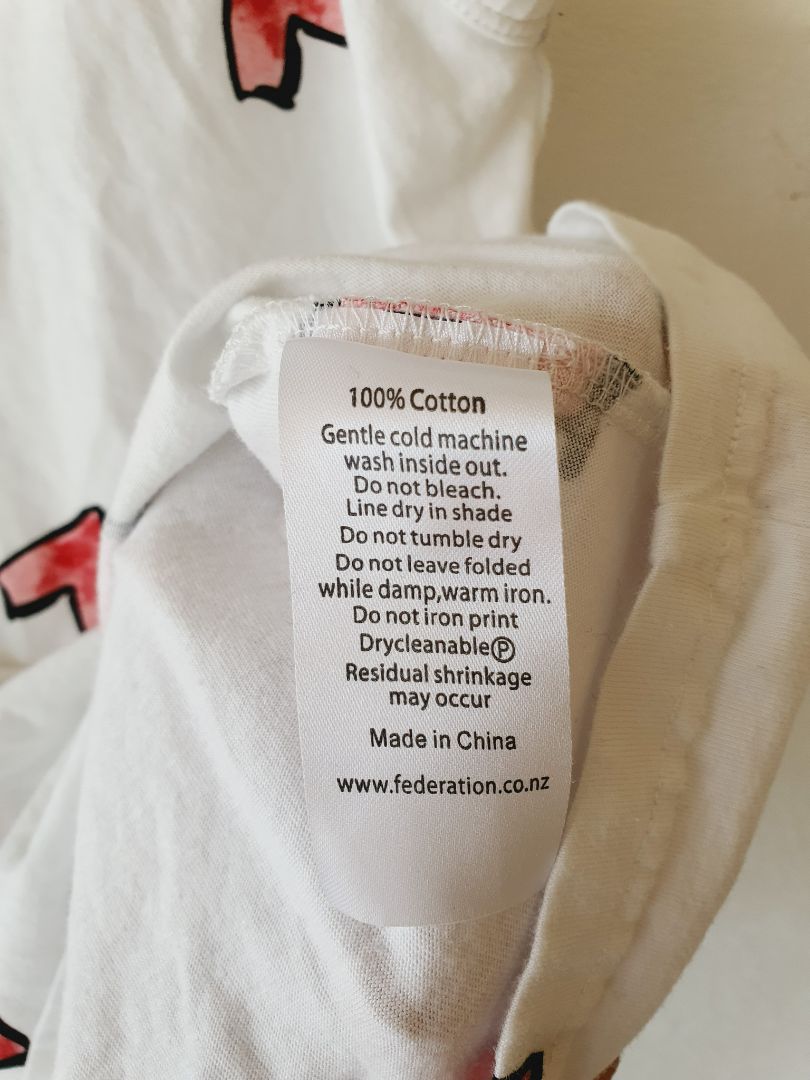 100% Cotton
Gentle cold machine
wash inside out.
Do not bleach.
Line dry in shade
Do not tumble dry
Do not leave folded
while damp,warm iron.
Do not iron print
DrycleanableⓅ
Residual shrinkage
may occur
Made in China
www.federation.co.nz